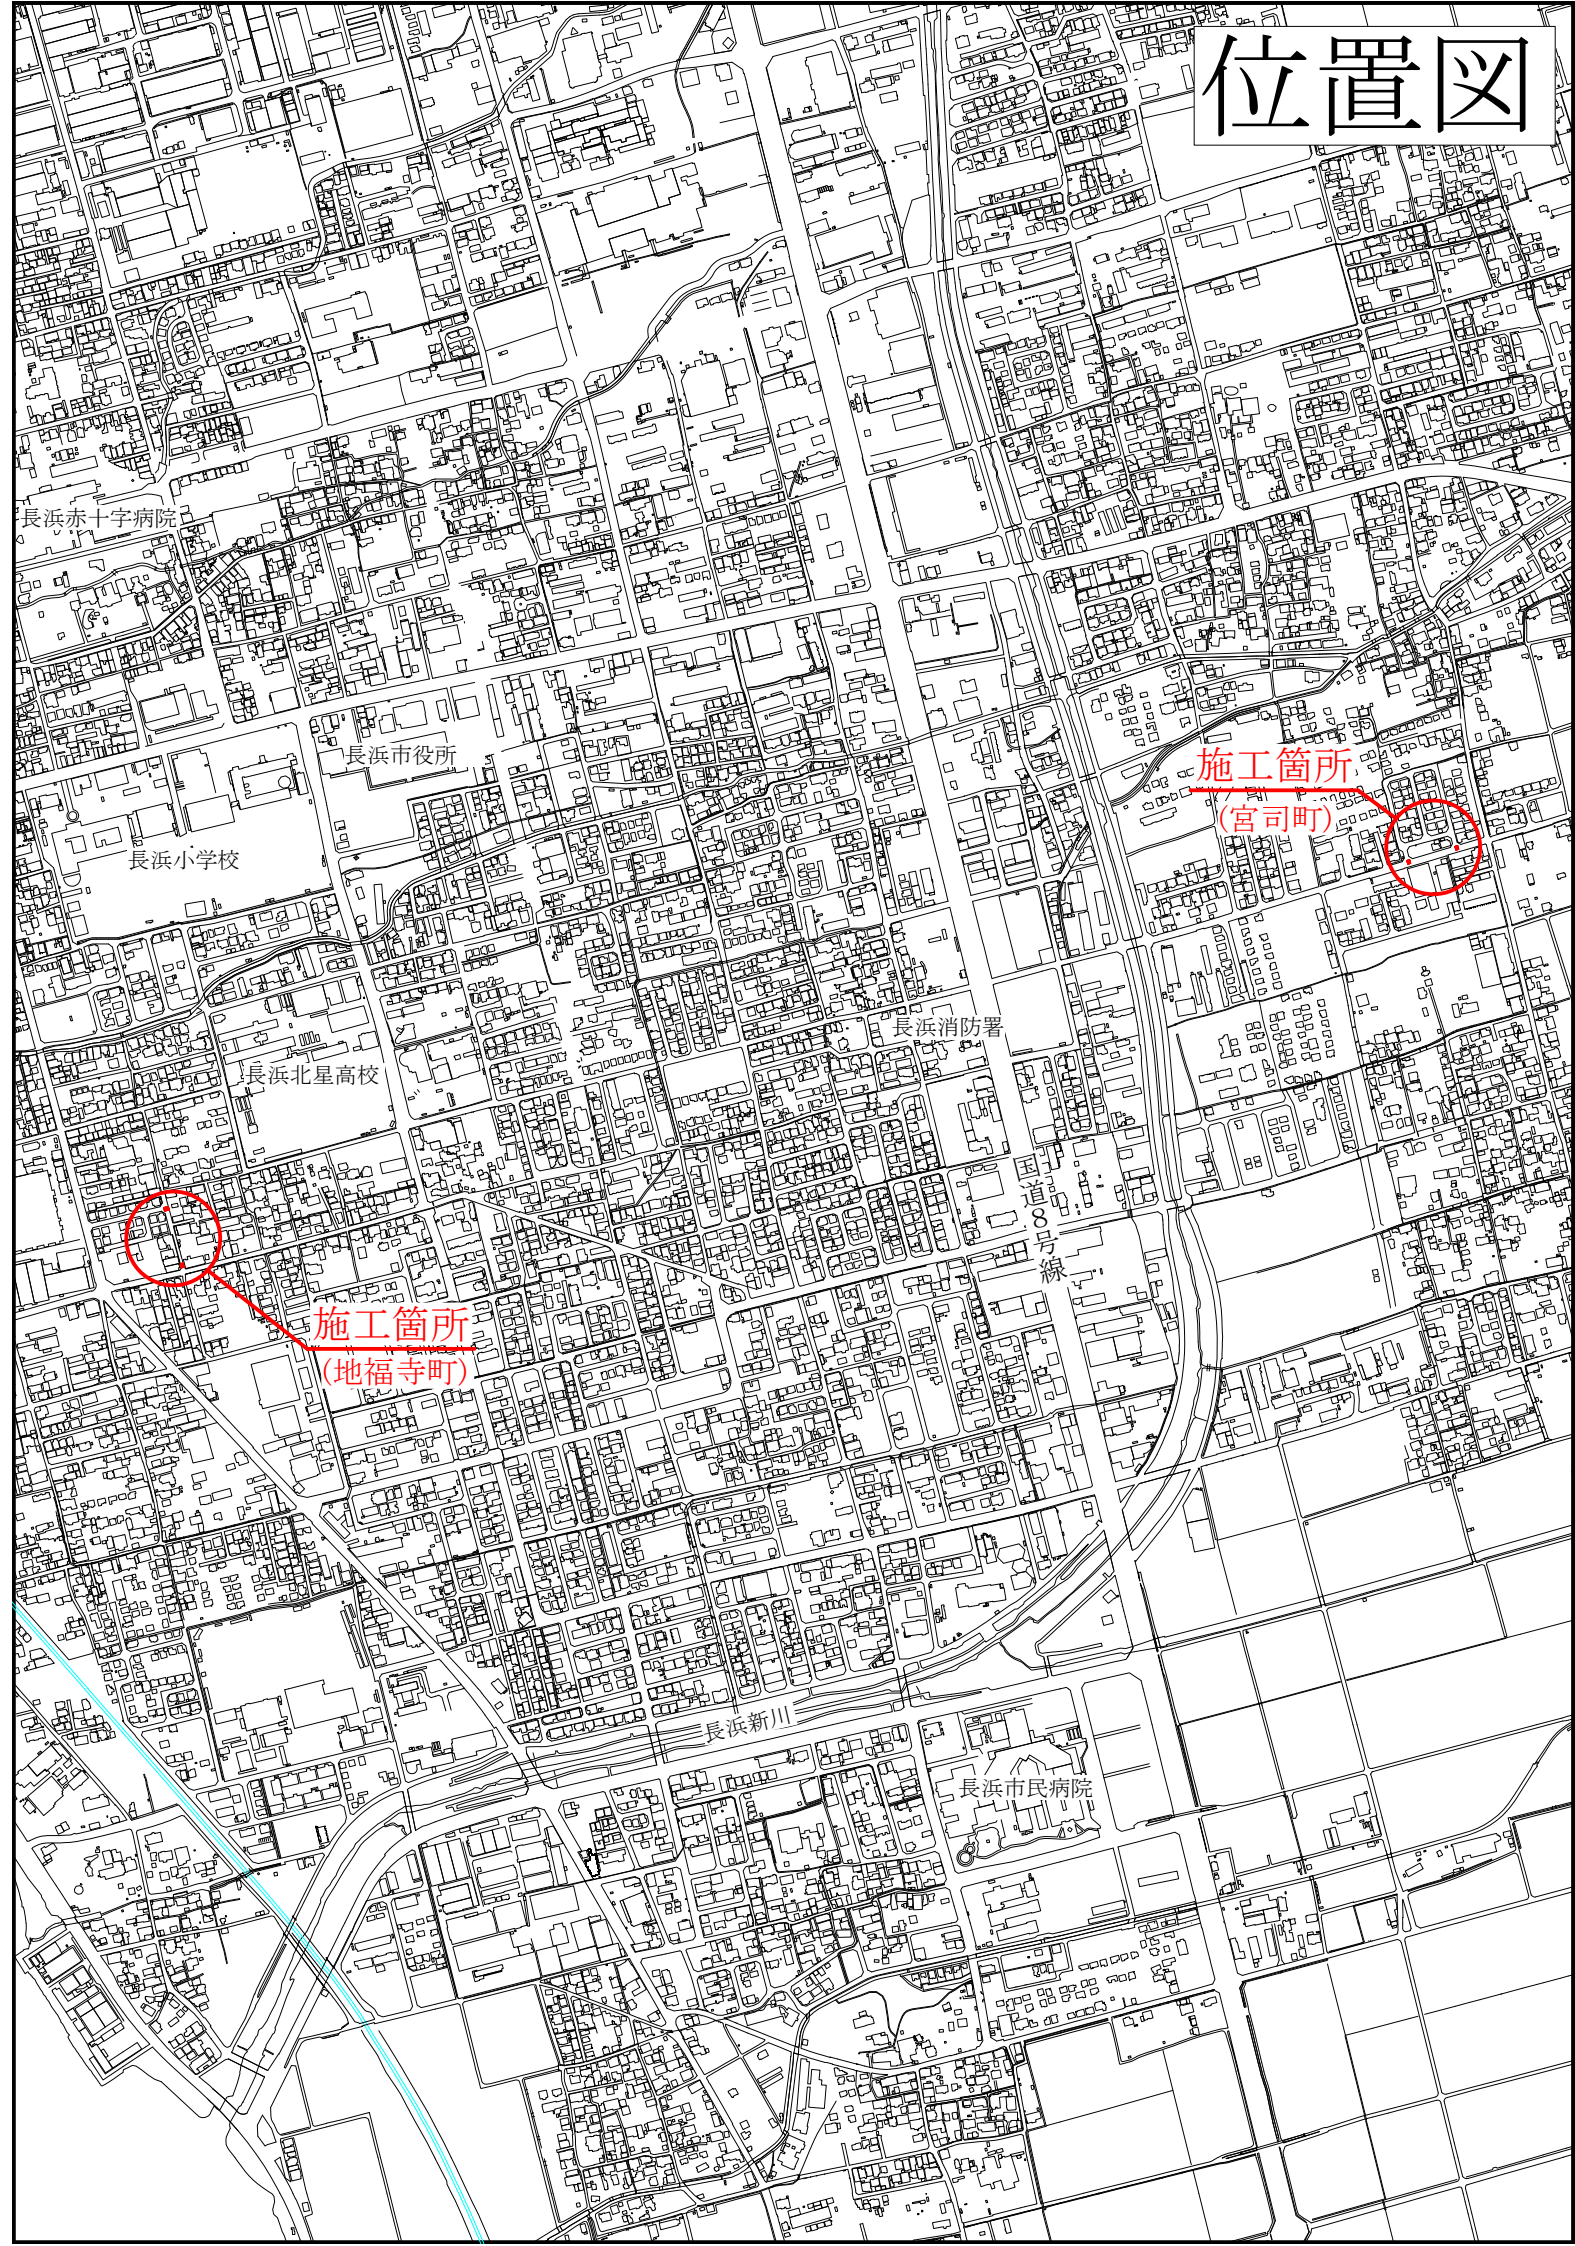 位置図
長浜赤十字病院
長浜市役所
施工箇所
(宮司町)
長浜小学校
長浜消防署
長浜北星高校
国道8号線
施工箇所
(地福寺町)
長浜新川
長浜市民病院